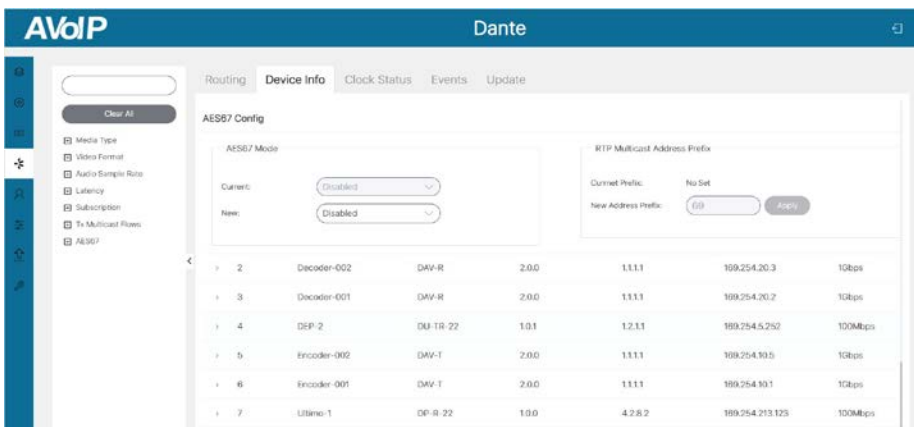 AVoIP
Dante
Routing Device Info Clock Status Events Update
Clear All
Media Type
Video Format
Audio Sample Rate
Latency
Subscription
Tx Multicast Flows
AES67
AES67 Config
AES67 Mode
Current: Disabled
New: Disabled
RTP Multicast Address Prefix
Currnet Prefix: No Set
New Address Prefix: 69 Apply
2 Decoder-002 DAV-R 2.0.0 1.1.1.1 169.254.20.3 1Gbps
3 Decoder-001 DAV-R 2.0.0 1.1.1.1 169.254.20.2 1Gbps
4 DEP-2 DU-TR-22 1.0.1 1.2.1.1 169.254.5.252 100Mbps
5 Encoder-002 DAV-T 2.0.0 1.1.1.1 169.254.10.5 1Gbps
6 Encoder-001 DAV-T 2.0.0 1.1.1.1 169.254.10.1 1Gbps
7 Ultimo-1 DP-R-22 1.0.0 4.2.8.2 169.254.213.123 100Mbps